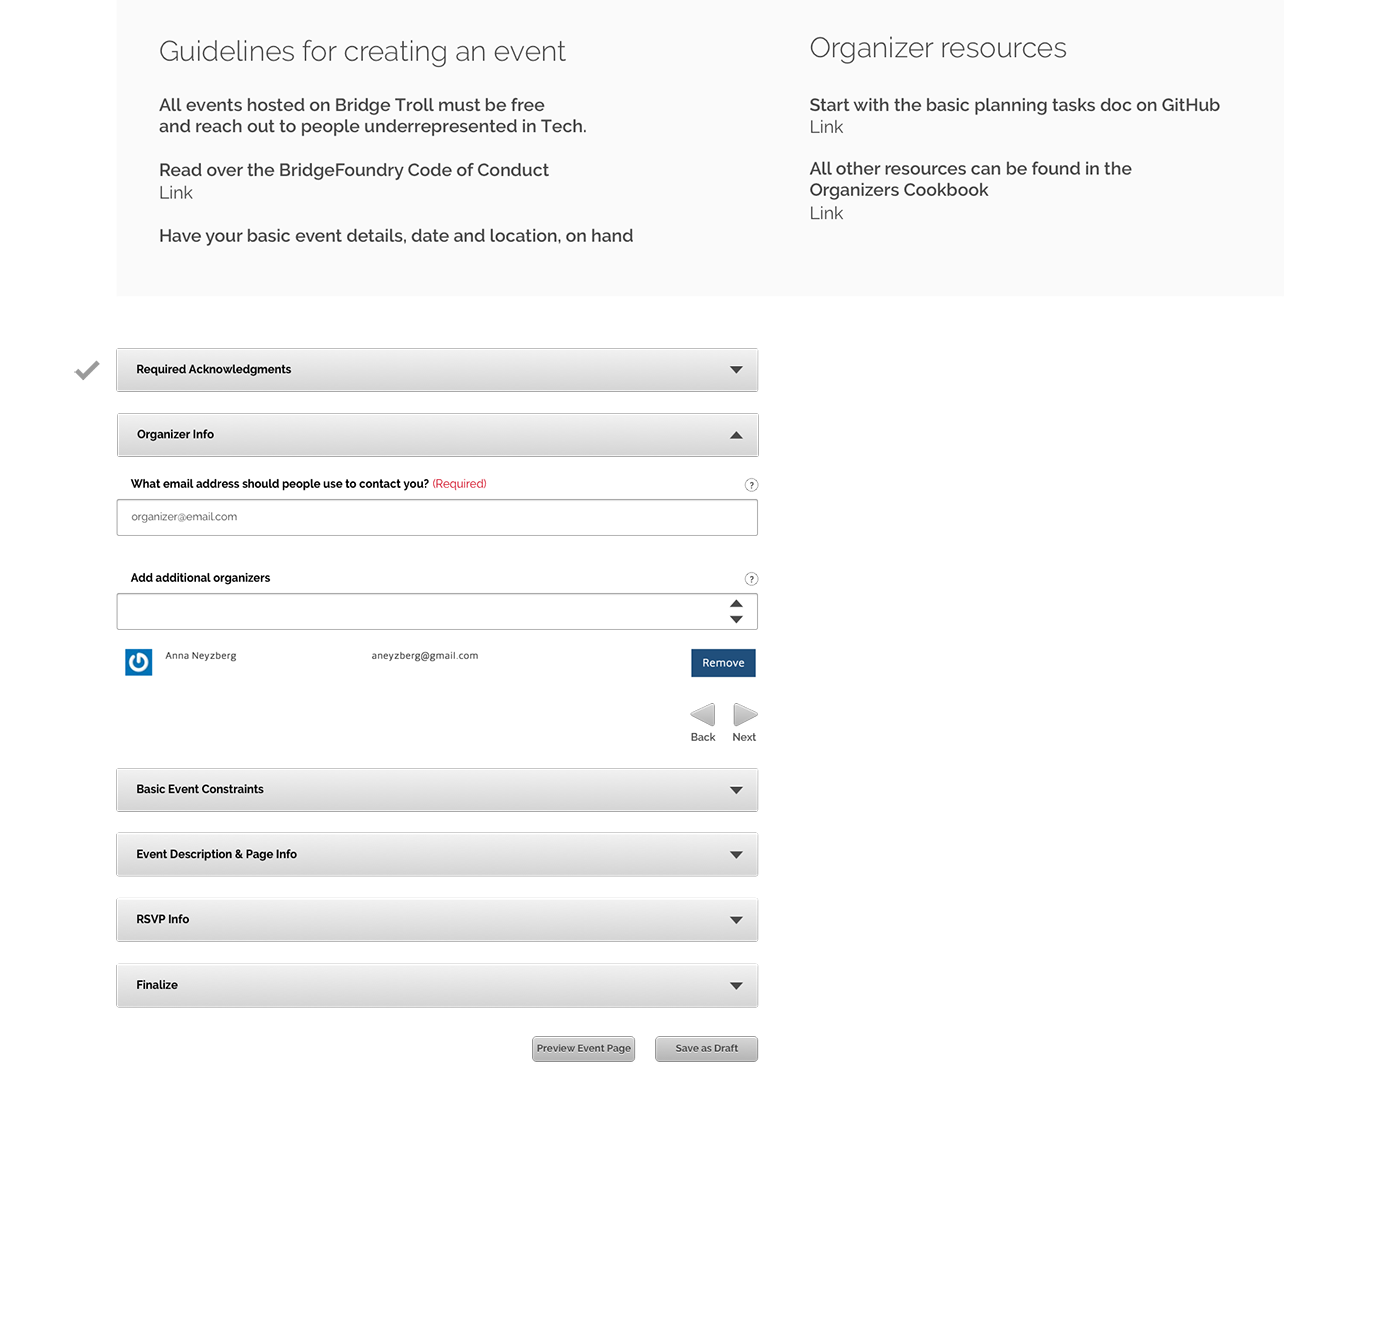 Guidelines for creating an event
All events hosted on Bridge Troll must be free
and reach out to people underrepresented in Tech.
Read over the BridgeFoundry Code of Conduct
Link
Have your basic event details, date and location, on hand
Organizer resources
Start with the basic planning tasks doc on GitHub
Link
All other resources can be found in the
Organizers Cookbook
Link
Required Acknowledgments
Organizer Info
What email address should people use to contact you? (Required) ?
organizer@email.com
Add additional organizers ?
Anna Neyzberg aneyzberg@gmail.com Remove
Back Next
Basic Event Constraints
Event Description & Page Info
RSVP Info
Finalize
Preview Event Page Save as Draft